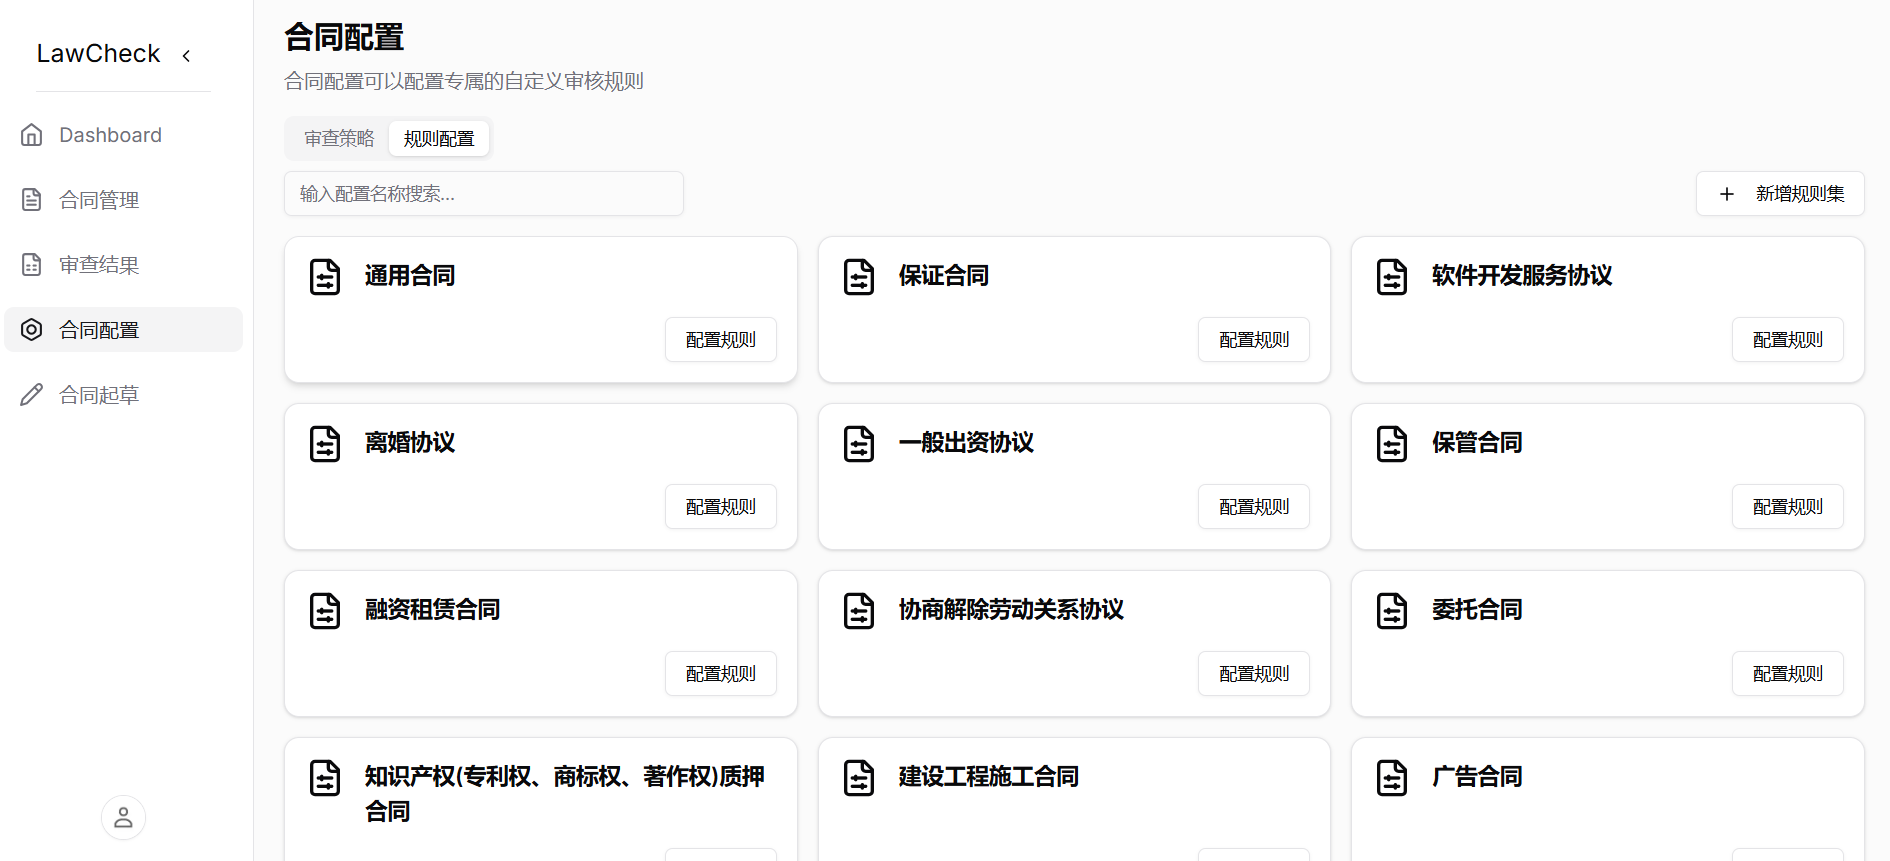 LawCheck
Dashboard
合同管理
审查结果
合同配置
合同起草
合同配置
合同配置可以配置专属的自定义审核规则
审查策略
规则配置
输入配置名称搜索...
新增规则集
通用合同
配置规则
保证合同
配置规则
软件开发服务协议
配置规则
离婚协议
配置规则
一般出资协议
配置规则
保管合同
配置规则
融资租赁合同
配置规则
协商解除劳动关系协议
配置规则
委托合同
配置规则
知识产权(专利权、商标权、著作权)质押
合同
建设工程施工合同
广告合同